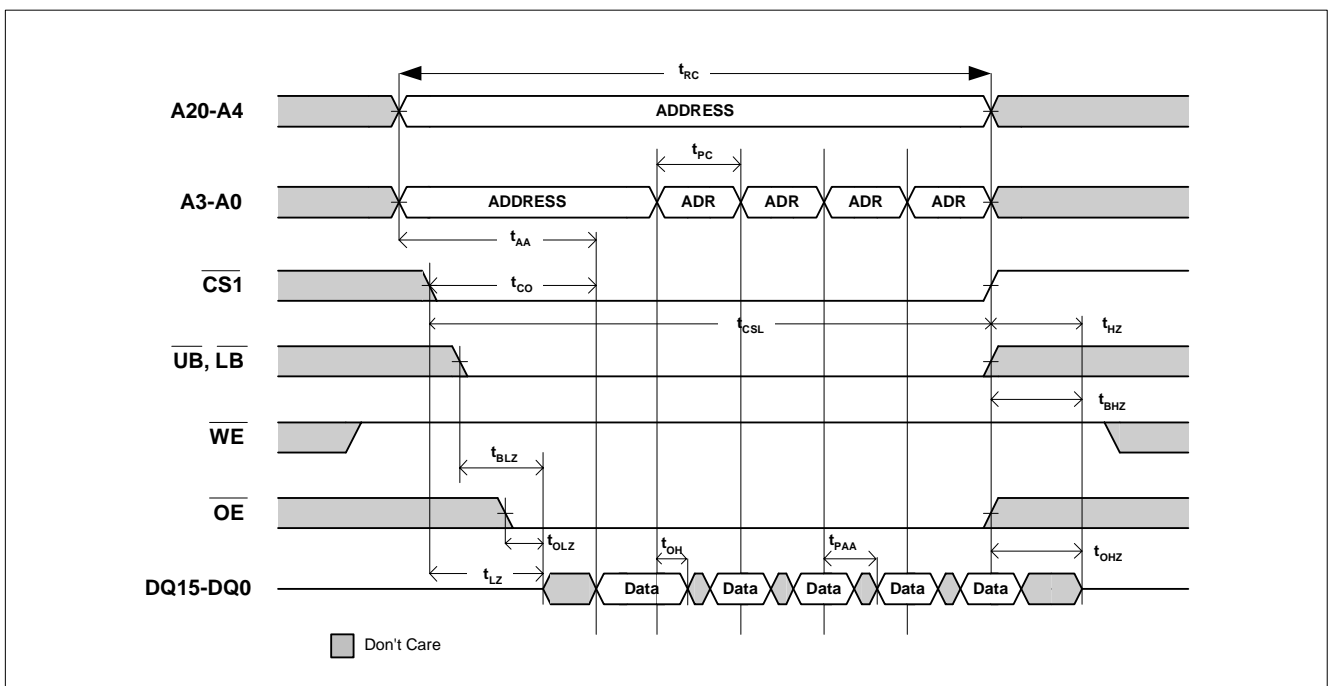 tRC
A20-A4 ADDRESS
tPC
A3-A0 ADDRESS ADR ADR ADR ADR
tAA
CS1 tCO
tCSL tHZ
UB, LB
tBHZ
WE
tBLZ
OE
tOLZ tOH tPAA tOHZ
tLZ
DQ15-DQ0 Data Data Data Data Data
Don't Care